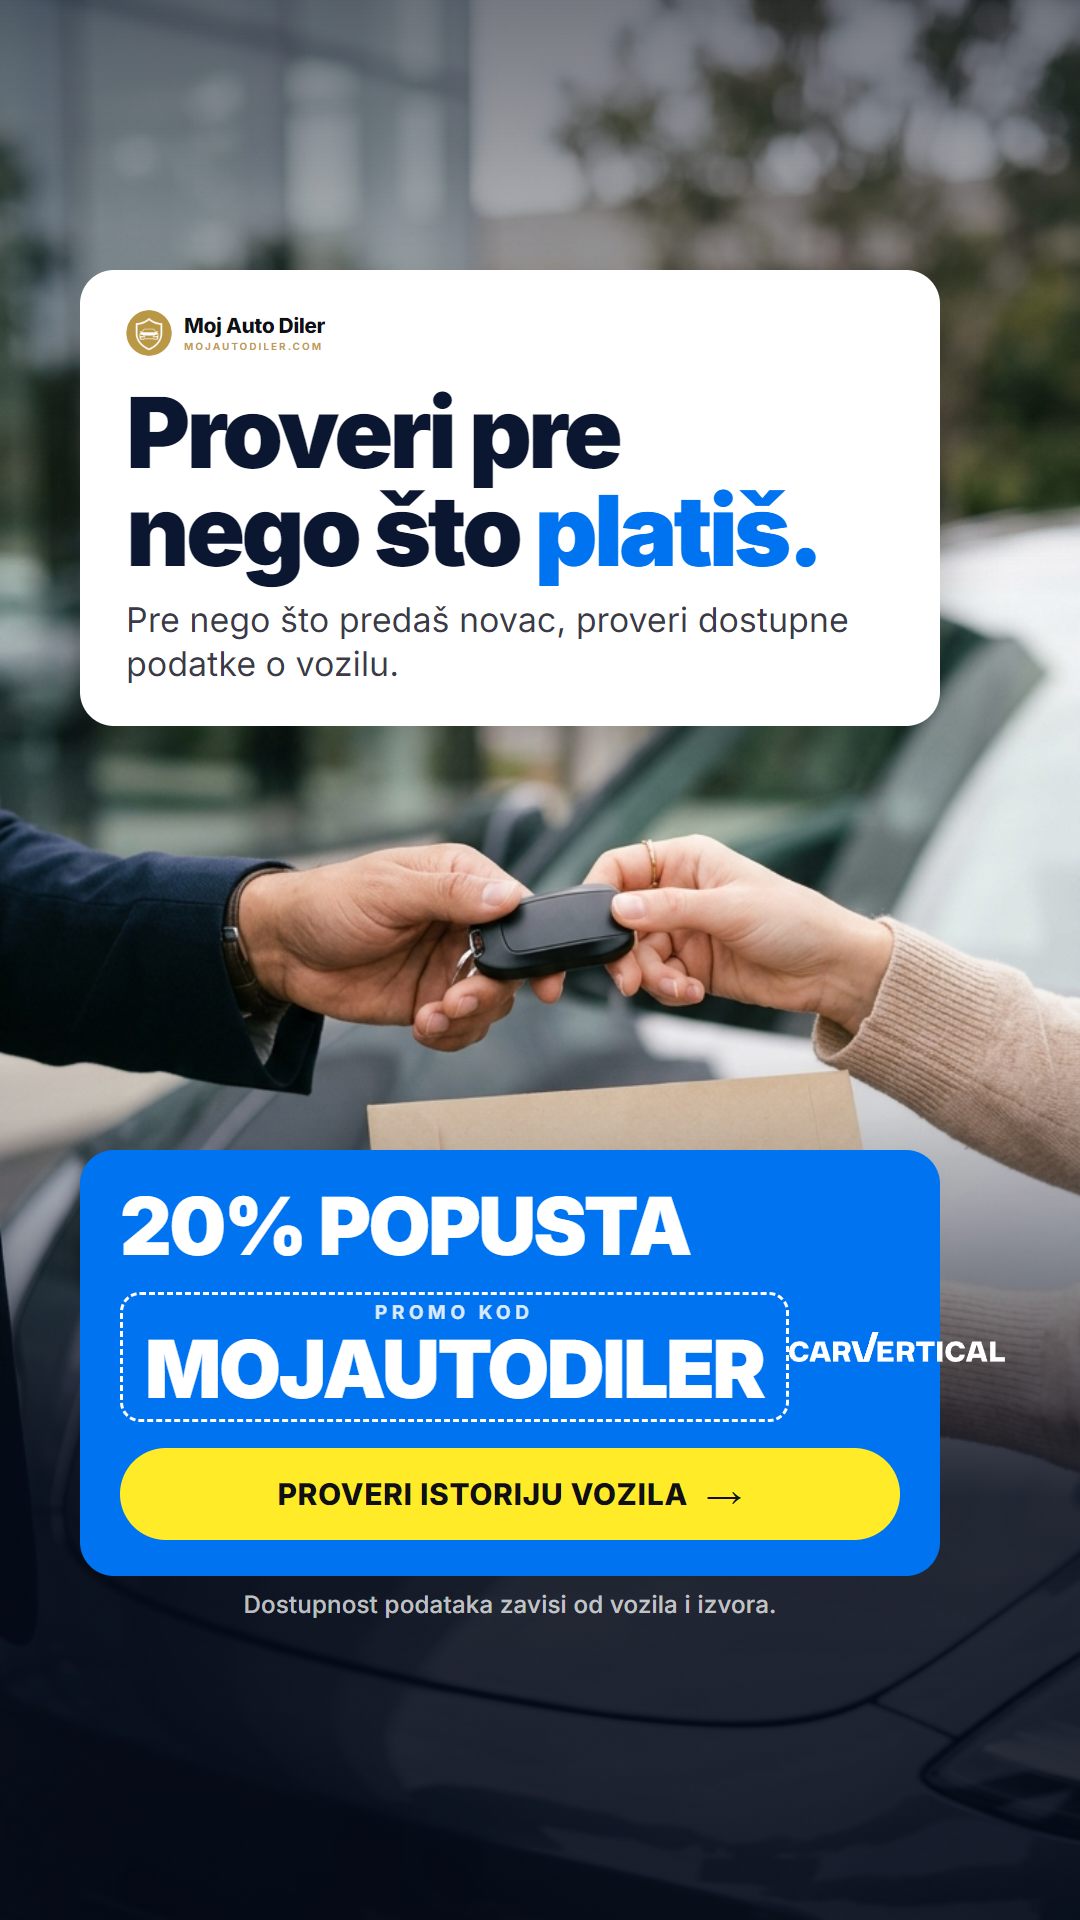 Moj Auto Diler
MOJAUTODILER.COM
Proveri pre
nego što platiš.
Pre nego što predaš novac, proveri dostupne
podatke o vozilu.
20% POPUSTA
PROMO KOD
MOJAUTODILER
CARVERTICAL
PROVERI ISTORIJU VOZILA →
Dostupnost podataka zavisi od vozila i izvora.